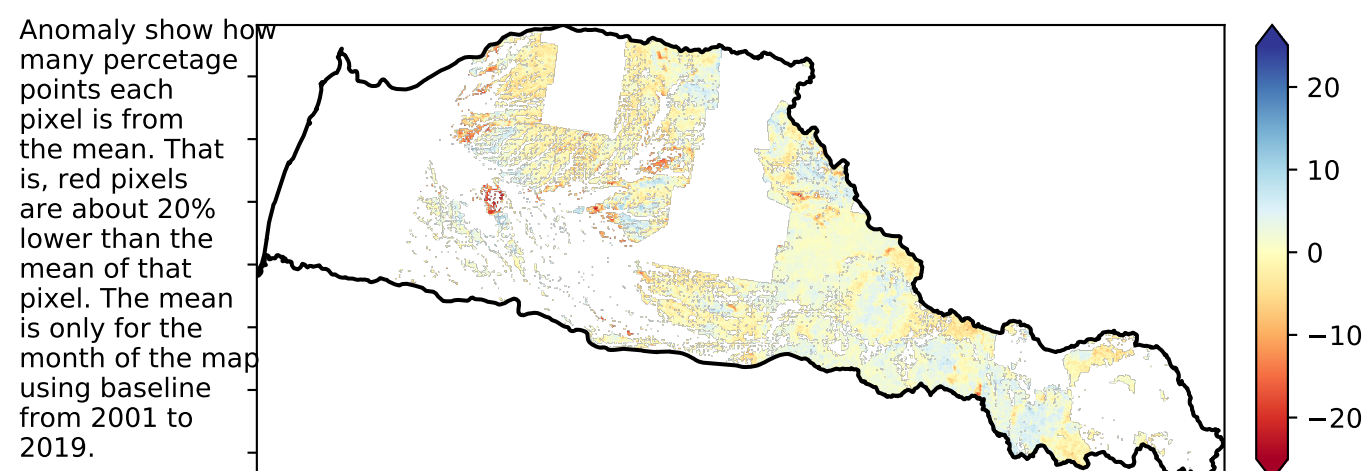 Anomaly show how
many percetage
points each
pixel is from
the mean. That
is, red pixels
are about 20%
lower than the
mean of that
pixel. The mean
is only for the
month of the map
using baseline
from 2001 to
2019.
20
10
0
−10
−20